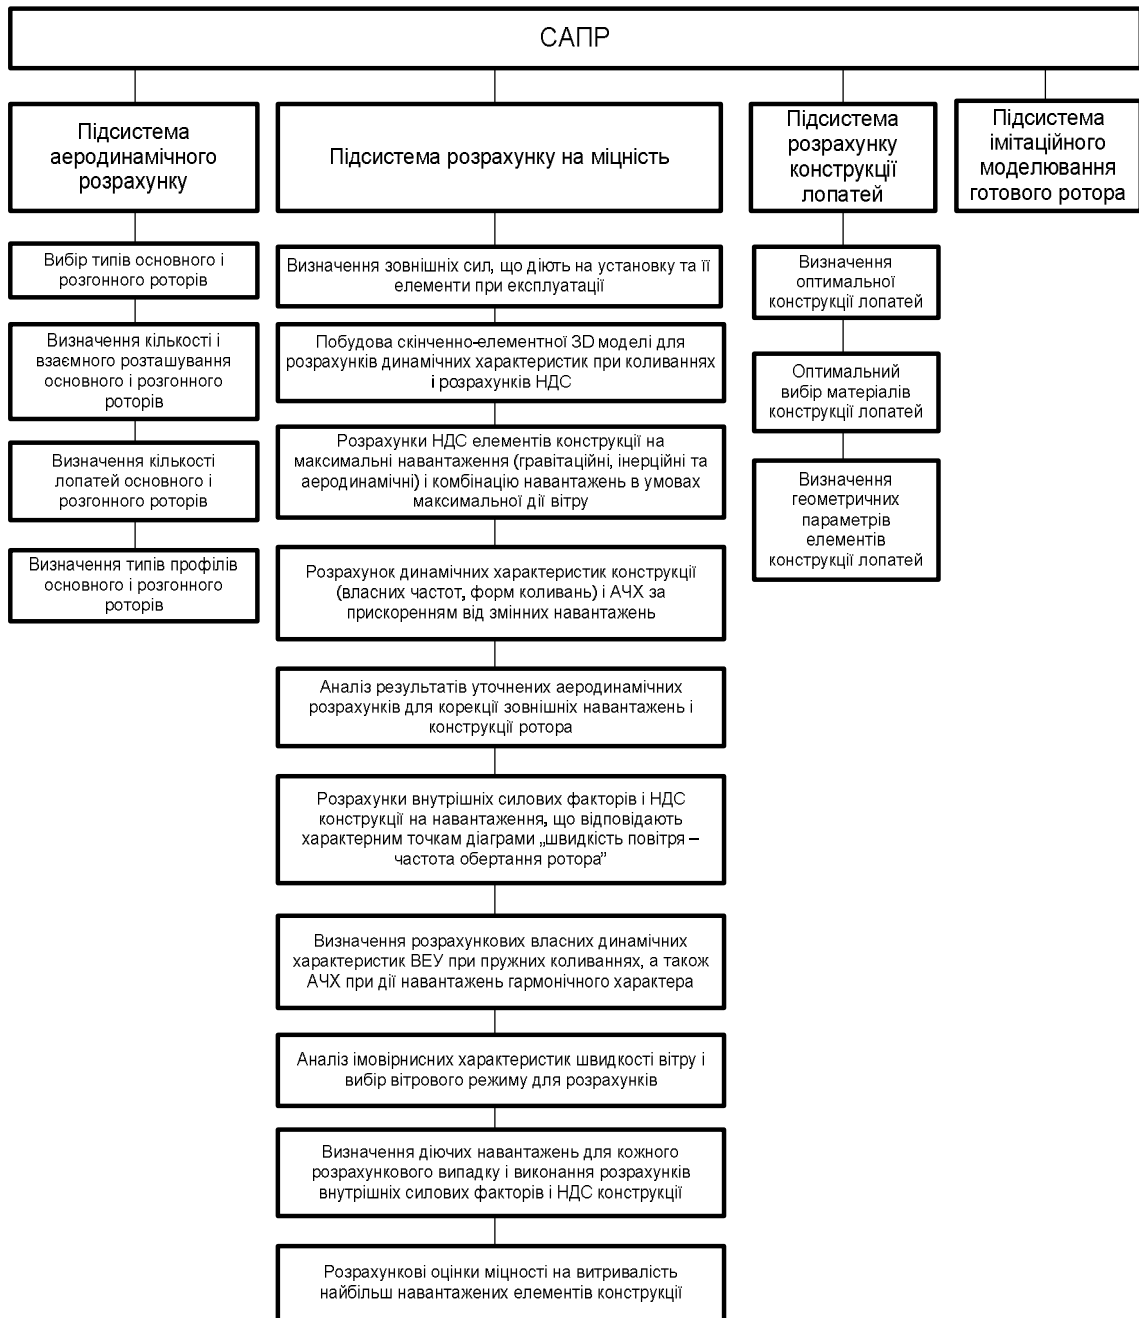 САПР
Підсистема
аеродинамічного
розрахунку
Підсистема розрахунку на міцність
Підсистема
розрахунку
конструкції
лопатей
Підсистема
імітаційного
моделювання
готового ротора
Вибір типів основного і
розгонного роторів
Визначення кількості і
взаємного розташування
основного і розгонного
роторів
Визначення кількості
лопатей основного і
розгонного роторів
Визначення типів профілів
основного і розгонного
роторів
Визначення зовнішніх сил, що діють на установку та її
елементи при експлуатації
Побудова скінченно-елементної 3D моделі для
розрахунків динамічних характеристик при коливаннях
і розрахунків НДС
Розрахунки НДС елементів конструкції на
максимальні навантаження (гравітаційні, інерційні та
аеродинамічні) і комбінацію навантажень в умовах
максимальної дії вітру
Розрахунок динамічних характеристик конструкції
(власних частот, форм коливань) і АЧХ за
прискоренням від змінних навантажень
Аналіз результатів уточнених аеродинамічних
розрахунків для корекції зовнішніх навантажень і
конструкції ротора
Розрахунки внутрішніх силових факторів і НДС
конструкції на навантаження, що відповідають
характерним точкам діаграми „швидкість повітря –
частота обертання ротора”
Визначення розрахункових власних динамічних
характеристик ВЕУ при пружних коливаннях, а також
АЧХ при дії навантажень гармонічного характера
Аналіз імовірнисних характеристик швидкості вітру і
вибір вітрового режиму для розрахунків
Визначення діючих навантажень для кожного
розрахункового випадку і виконання розрахунків
внутрішніх силових факторів і НДС конструкції
Розрахункові оцінки міцності на витривалість
найбільш навантажених елементів конструкції
Визначення
оптимальної
конструкції лопатей
Оптимальний
вибір матеріалів
конструкції лопатей
Визначення
геометричних
параметрів
елементів
конструкції лопатей